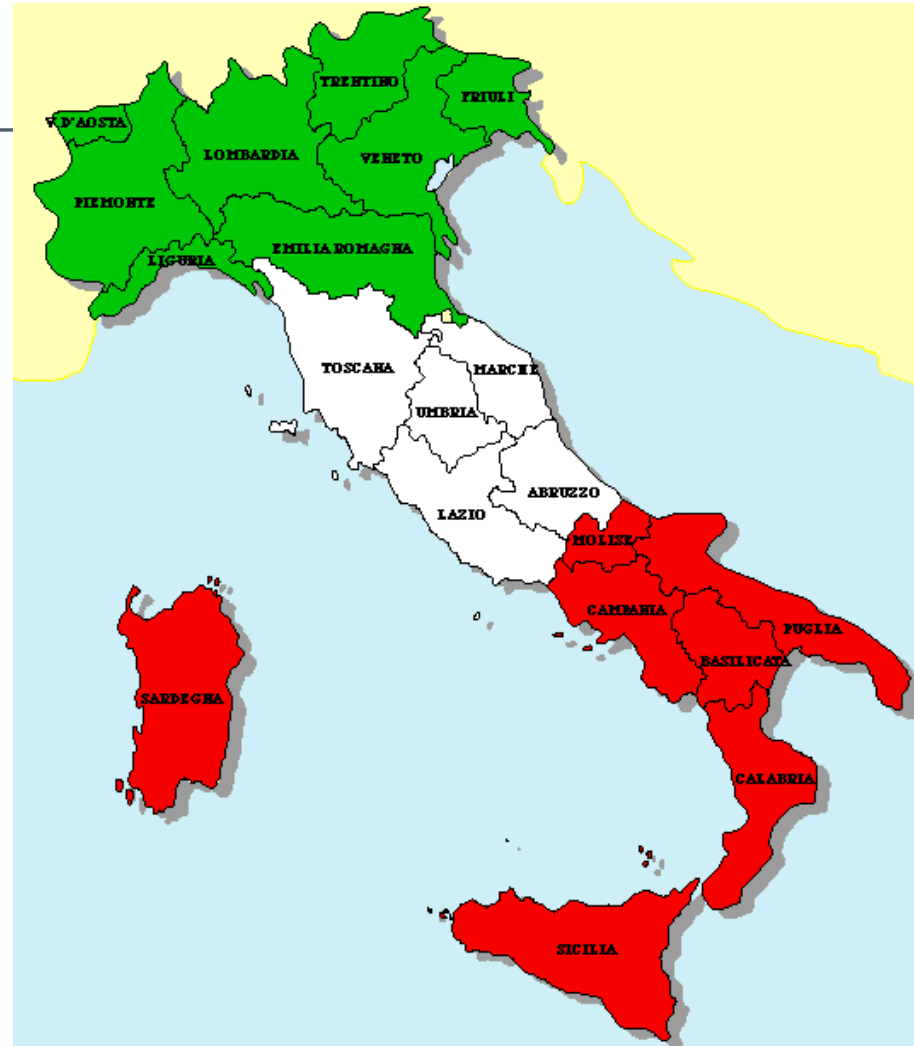 TRENTINO
FRIULI
V.D'AOSTA
LOMBARDIA
VENETO
PIEMONTE
EMILIA ROMAGNA
LIGURIA
TOSCANA
MARCHE
UMBRIA
ABRUZZO
LAZIO
MOLISE
CAMPANIA
PUGLIA
BASILICATA
SARDEGNA
CALABRIA
SICILIA